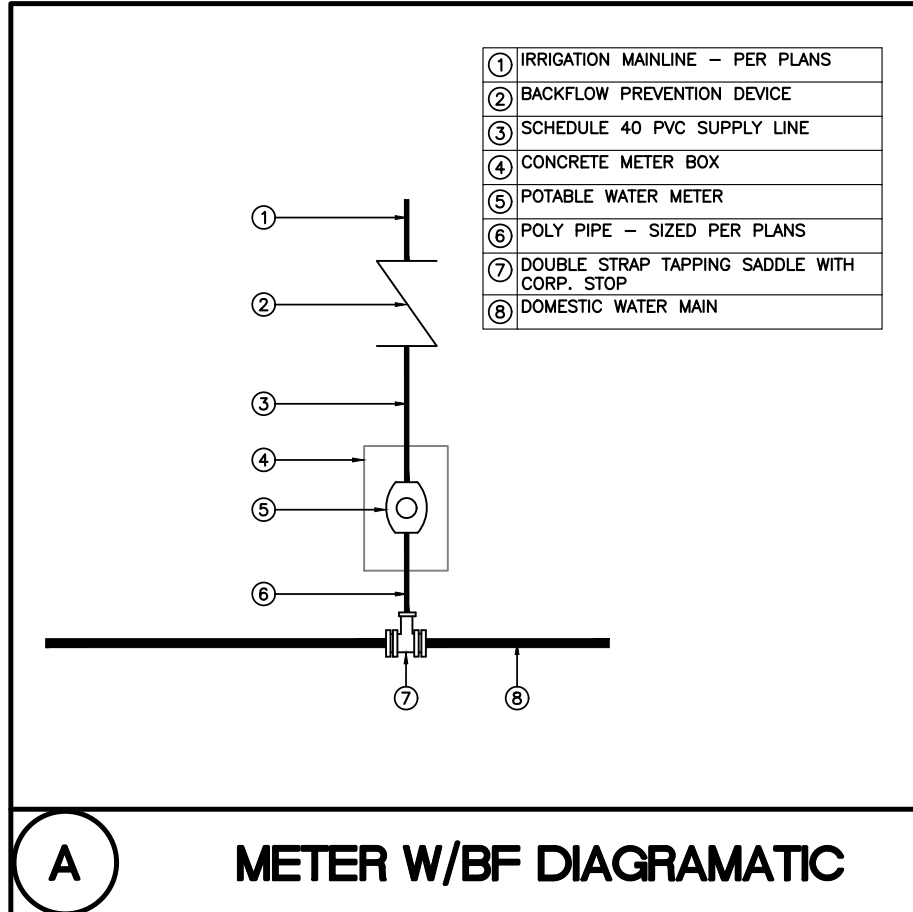 ① IRRIGATION MAINLINE – PER PLANS
② BACKFLOW PREVENTION DEVICE
③ SCHEDULE 40 PVC SUPPLY LINE
④ CONCRETE METER BOX
⑤ POTABLE WATER METER
⑥ POLY PIPE – SIZED PER PLANS
⑦ DOUBLE STRAP TAPPING SADDLE WITH
CORP. STOP
⑧ DOMESTIC WATER MAIN
①
②
③
④
⑤
⑥
⑦
⑧
A
METER W/BF DIAGRAMATIC